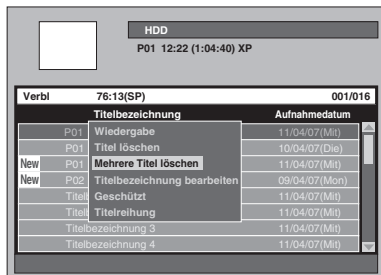 HDD
P01 12:22 (1:04:40) XP
Verbl 76:13(SP) 001/016
Titelbezeichnung Aufnahmedatum
P01 Wiedergabe 11/04/07(Mit)
P01 Titel löschen 10/04(Die)
New P01 Mehrere Titel löschen 11/04/07(Mit)
New P02 Titelbezeichnung bearbeiten 09/04/07(Mon)
Titel Geschützt 11/04/07(Mit)
Titel Titelreihung 11/04/07(Mit)
Titelbezeichnung 3 11/04/07(Mit)
Titelbezeichnung 4 11/04/07(Mit)